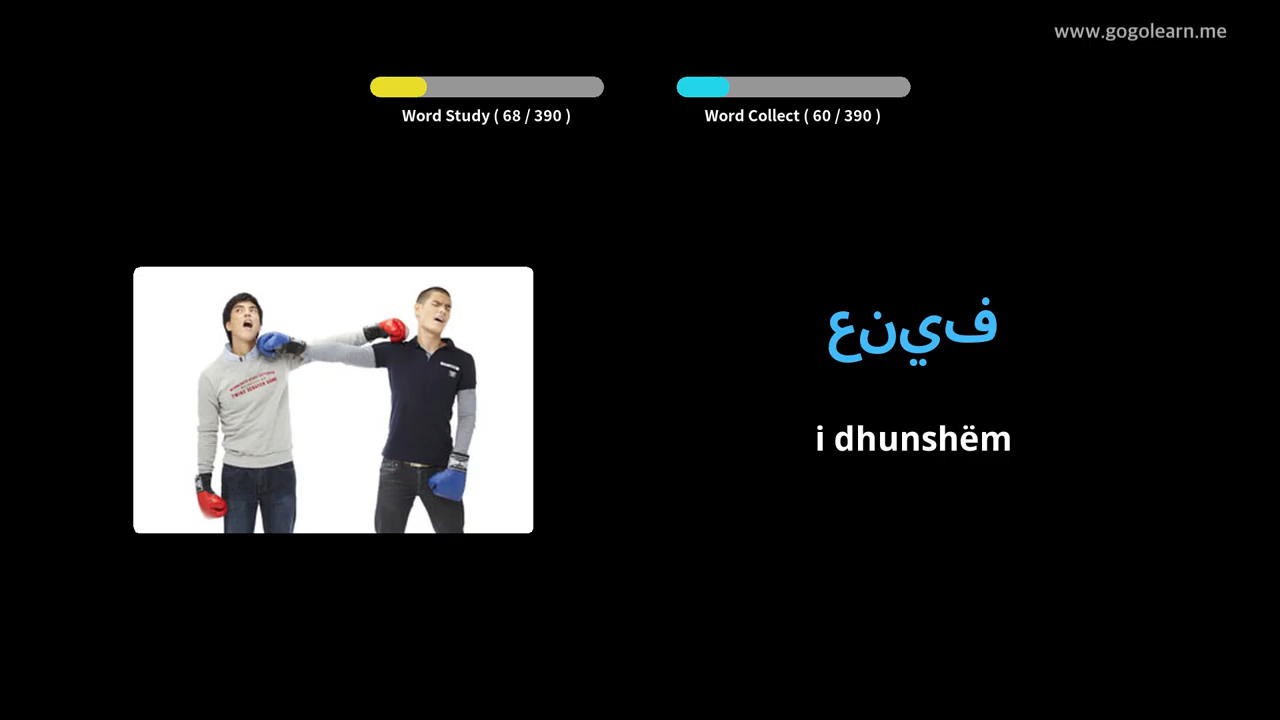 www.gogolearn.me
Word Study ( 68 / 390 )
Word Collect ( 60 / 390 )
عنيف
i dhunshëm